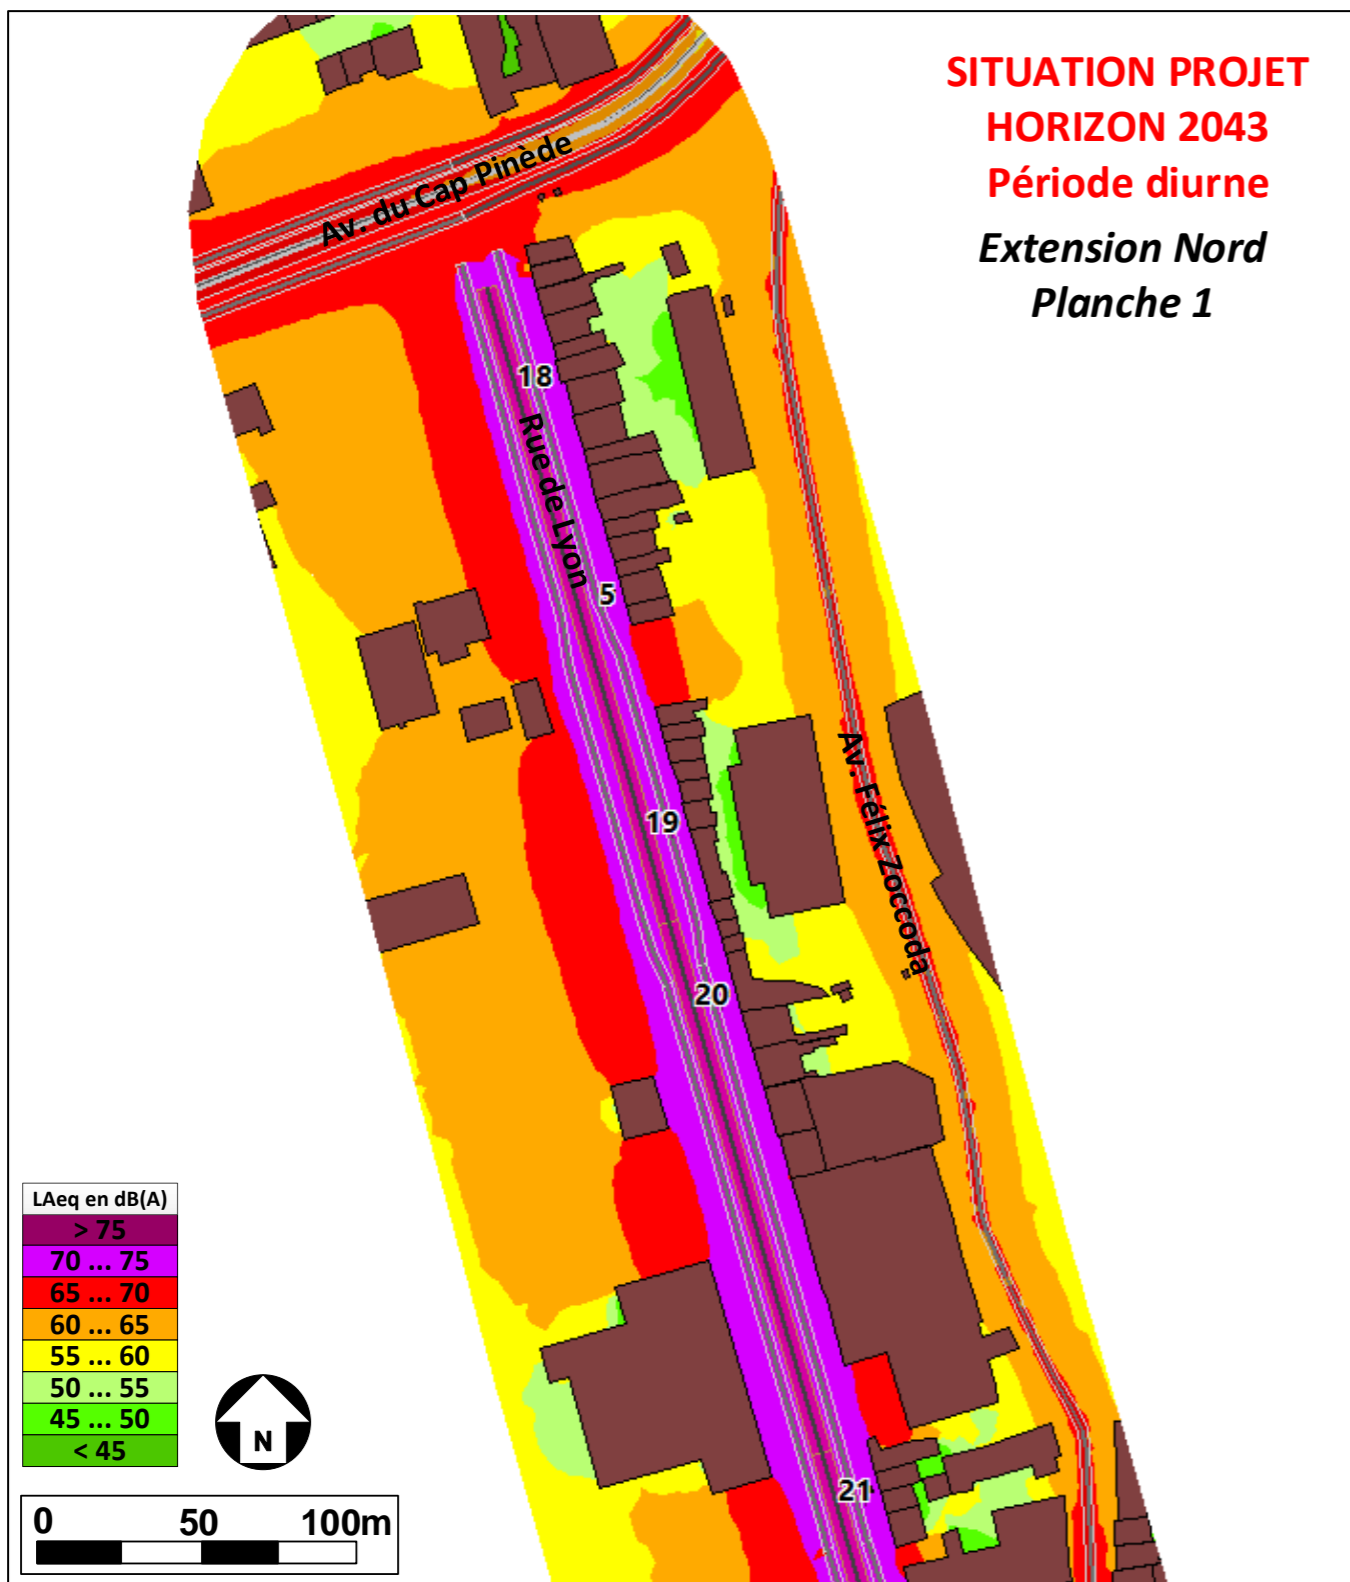 SITUATION PROJET
HORIZON 2043
Période diurne
Extension Nord
Planche 1
Av. du Cap Pinède
18
Rue de Lyon
5
19
Av. Félix Zoccoda
20
21
LAeq en dB(A)
> 75
70 ... 75
65 ... 70
60 ... 65
55 ... 60
50 ... 55
45 ... 50
< 45
N
0 50 100m